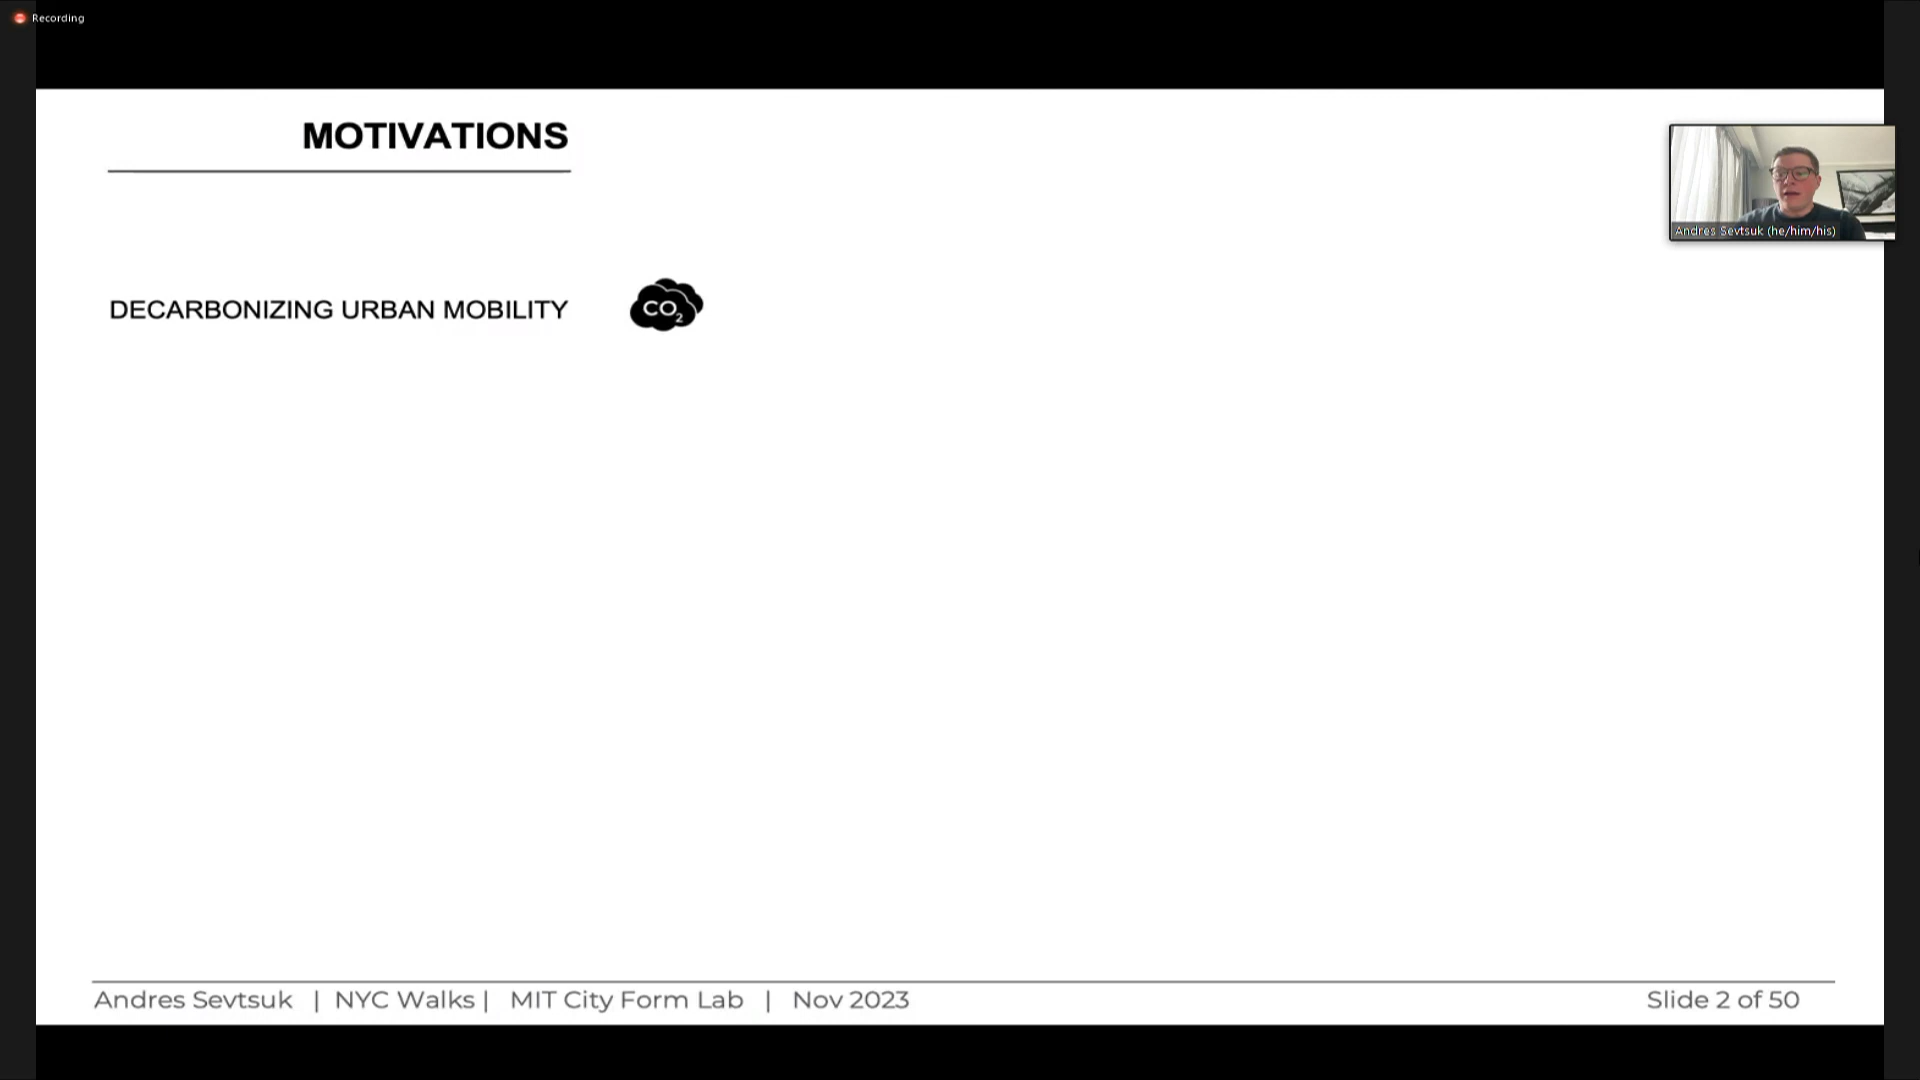 Recording
MOTIVATIONS
Andres Sevtsuk (he/him/his)
DECARBONIZING URBAN MOBILITY
CO2
Andres Sevtsuk | NYC Walks | MIT City Form Lab | Nov 2023
Slide 2 of 50